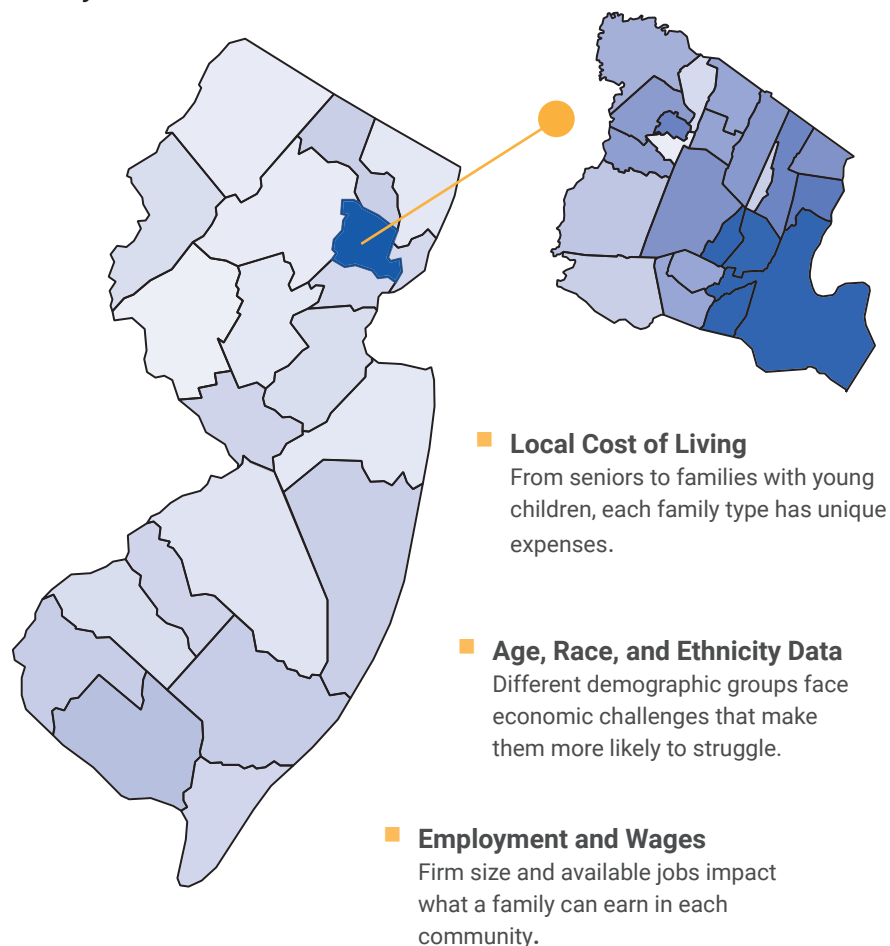 Local Cost of Living
From seniors to families with young
children, each family type has unique
expenses.
Age, Race, and Ethnicity Data
Different demographic groups face
economic challenges that make
them more likely to struggle.
Employment and Wages
Firm size and available jobs impact
what a family can earn in each
community.